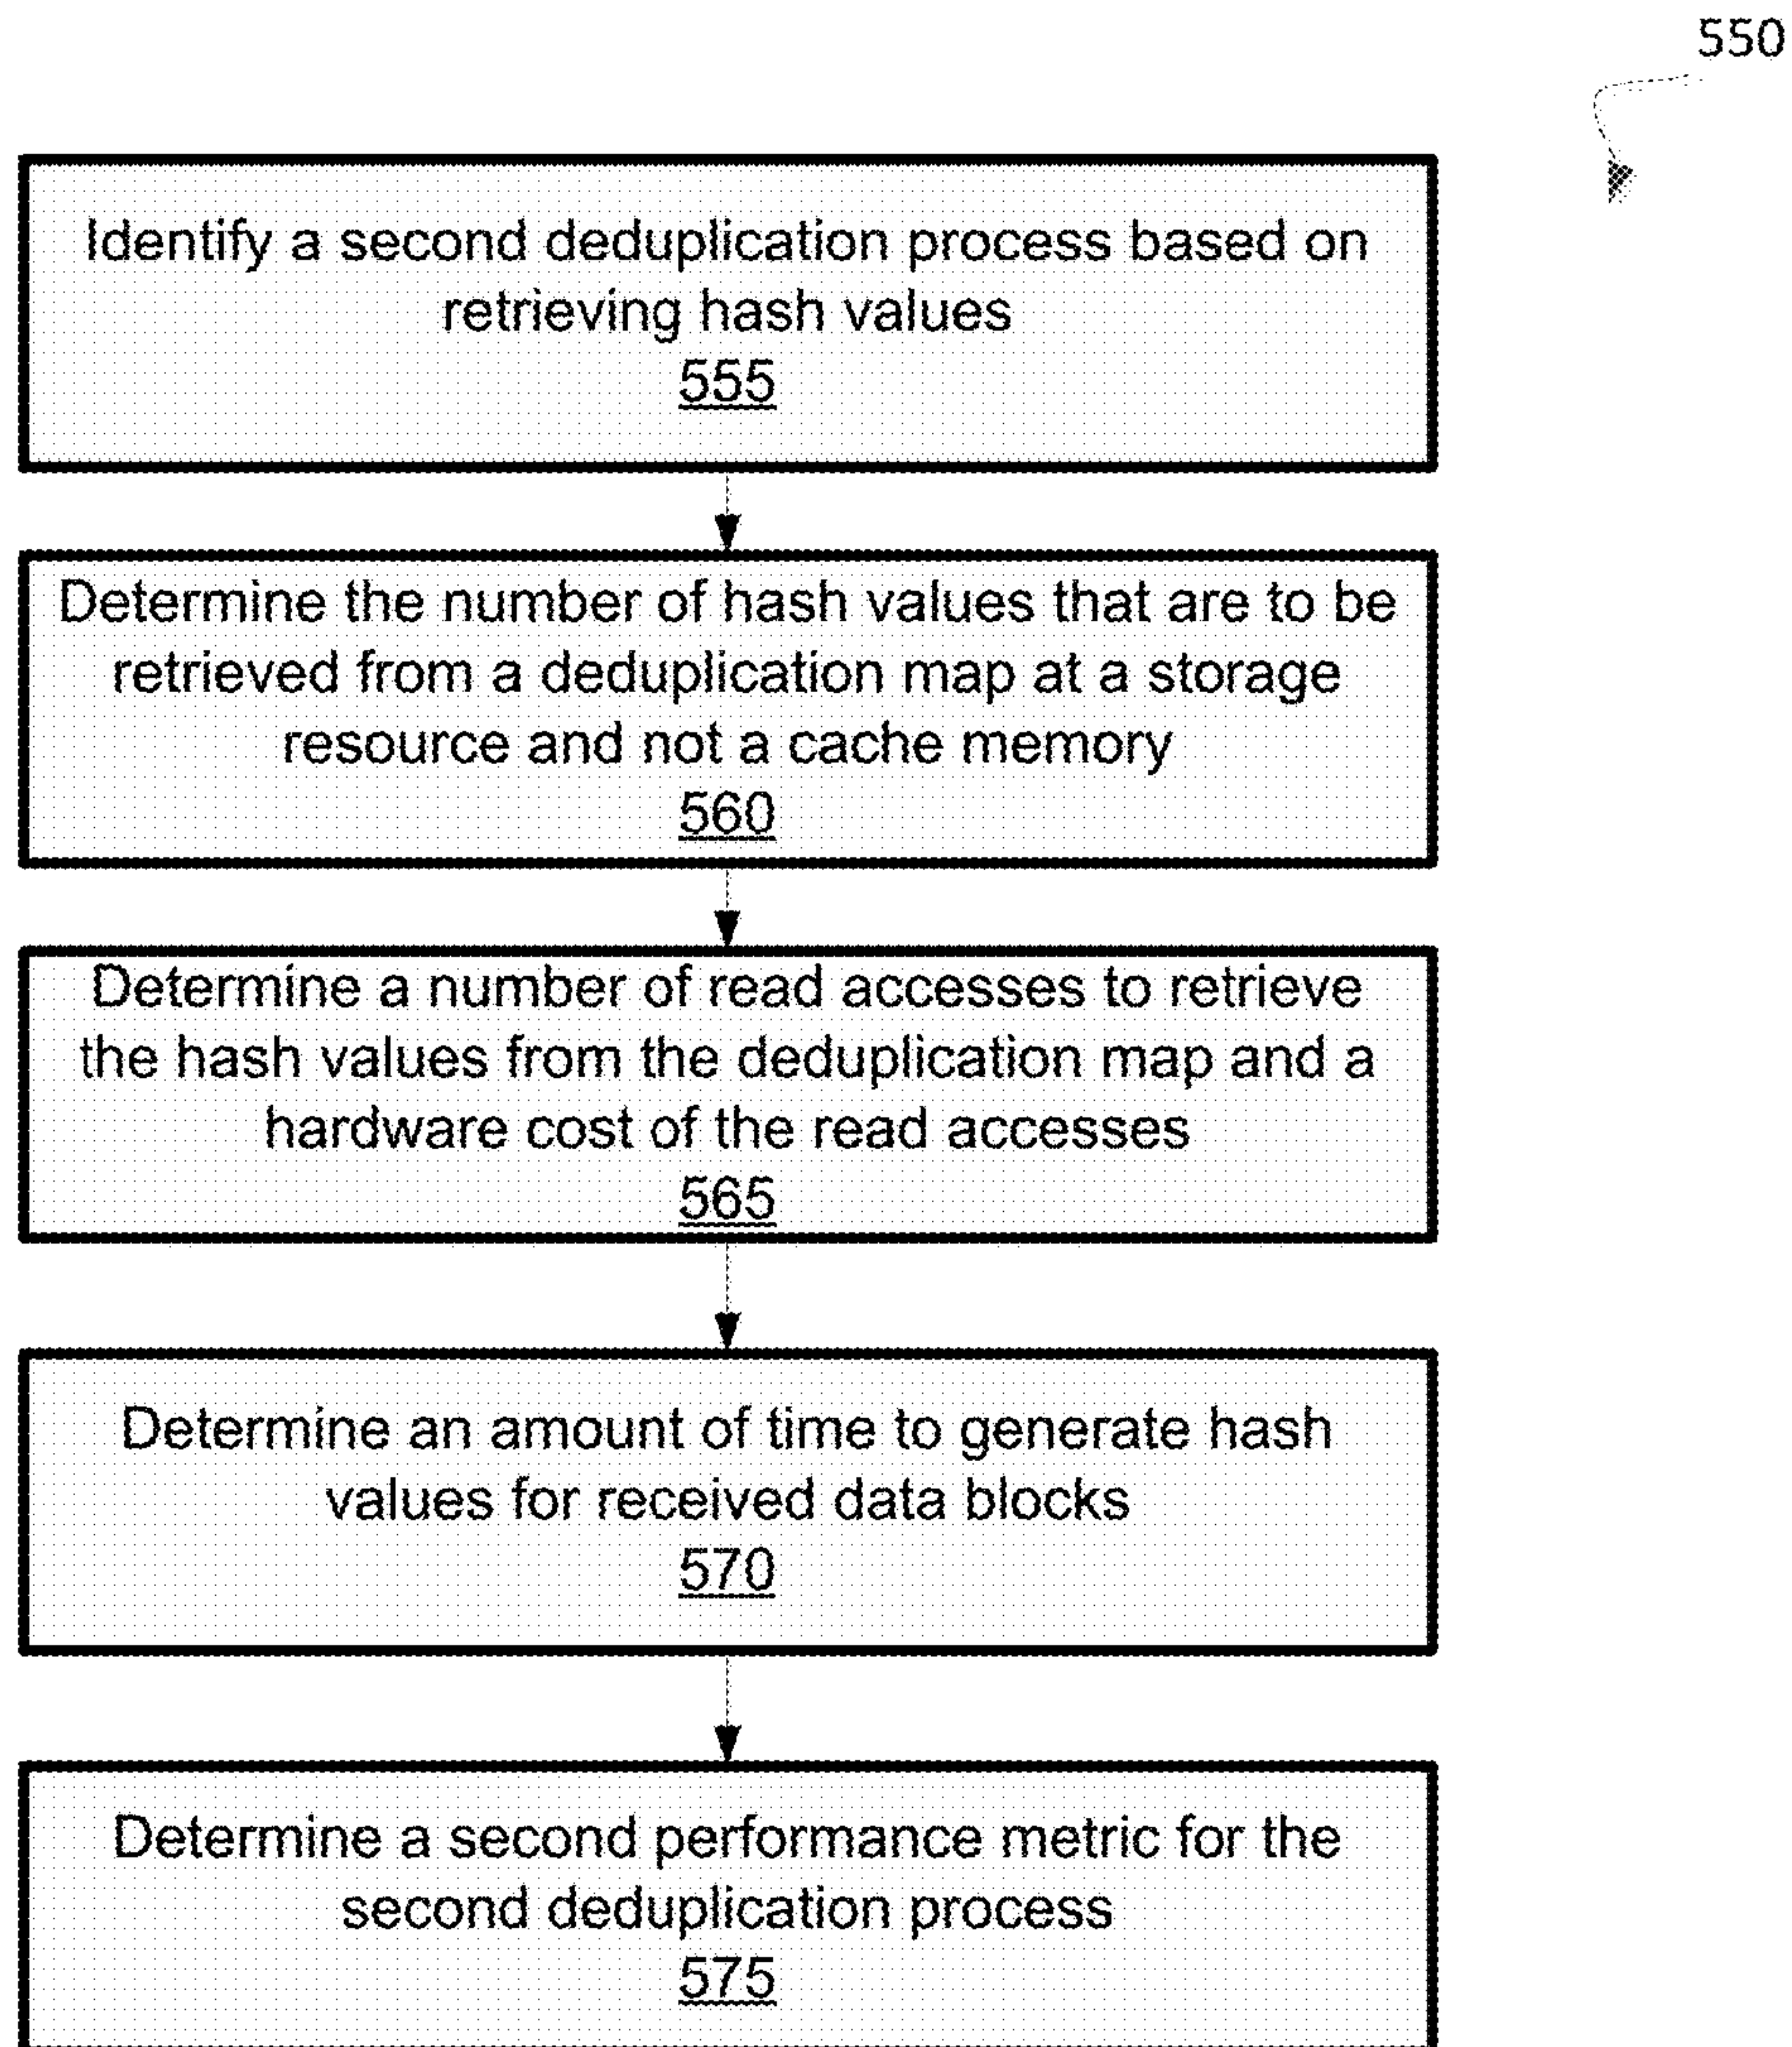 550
Identify a second deduplication process based on
retrieving hash values
555
Determine the number of hash values that are to be
retrieved from a deduplication map at a storage
resource and not a cache memory
560
Determine a number of read accesses to retrieve
the hash values from the deduplication map and a
hardware cost of the read accesses
565
Determine an amount of time to generate hash
values for received data blocks
570
Determine a second performance metric for the
second deduplication process
575